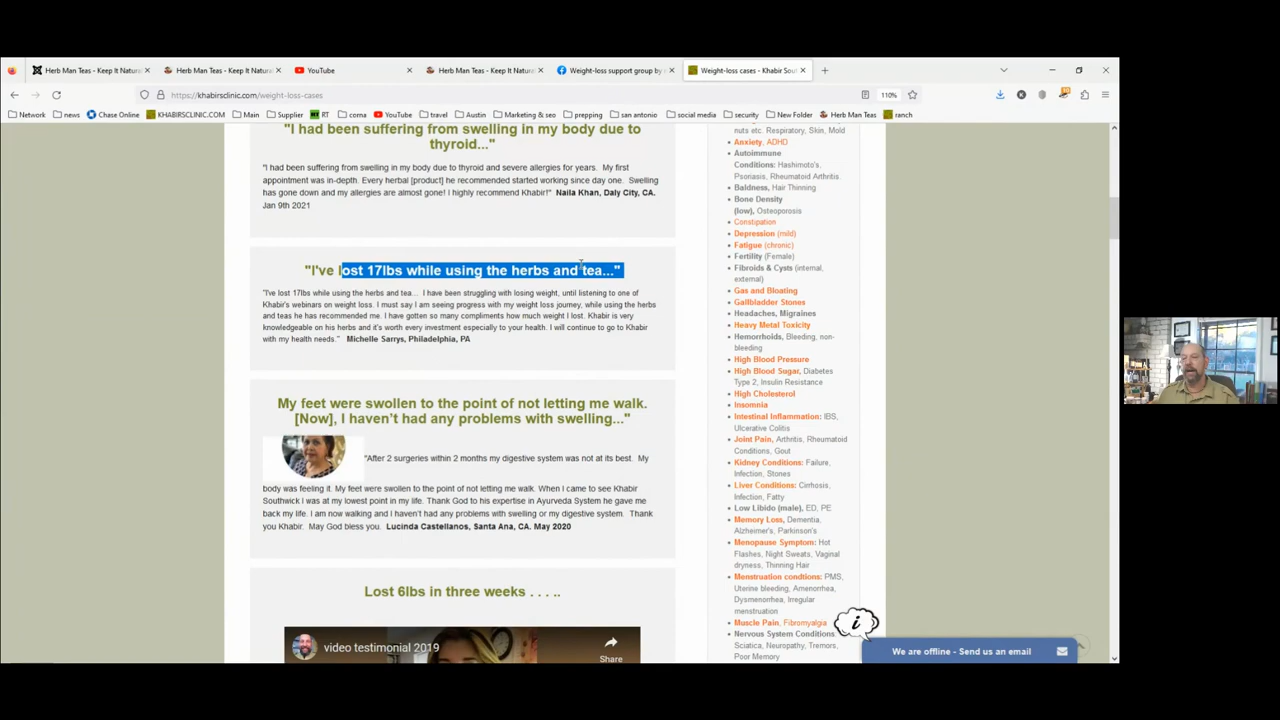 Herb Man Teas - Keep It Natura
Herb Man Teas - Keep It Natura
YouTube
Herb Man Teas - Keep It Natura
Weight-loss support group by e
Weight-loss cases - Khabir Sou
https://khabirsclinic.com/weight-loss-cases
110%
Network
news
Chase Online
KHABIRSCLINIC.COM
Main
Supplier
RT
corna
YouTube
travel
Austin
Marketing & seo
prepping
san antonio
social media
security
New Folder
Herb Man Teas
ranch
"I had been suffering from swelling in my body due to
thyroid..."
"I had been suffering from swelling in my body due to thyroid and severe allergies for years. My first
appointment was in-depth. Every herbal [product] he recommended started working since day one. Swelling
has gone down and my allergies are almost gone! I highly recommend Khabir!" Naila Khan, Daly City, CA.
Jan 9th 2021
"I've lost 17lbs while using the herbs and tea..."
"I've lost 17lbs while using the herbs and tea... I have been struggling with losing weight, until listening to one of
Khabir's webinars on weight loss. I must say I am seeing progress with my weight loss journey, while using the herbs
and teas he has recommended me. I have gotten so many compliments how much weight I lost. Khabir is very
knowledgeable on his herbs and it's worth every investment especially to your health. I will continue to go to Khabir
with my health needs." Michelle Sarrys, Philadelphia, PA
My feet were swollen to the point of not letting me walk.
[Now], I haven't had any problems with swelling..."
"After 2 surgeries within 2 months my digestive system was not at its best. My
body was feeling it. My feet were swollen to the point of not letting me walk. When I came to see Khabir
Southwick I was at my lowest point in my life. Thank God to his expertise in Ayurveda System he gave me
back my life. I am now walking and I haven't had any problems with swelling or my digestive system. Thank
you Khabir. May God bless you. Lucinda Castellanos, Santa Ana, CA. May 2020
Lost 6lbs in three weeks . . . ..
video testimonial 2019
Share
nuts etc. Respiratory, Skin, Mold
Anxiety, ADHD
Autoimmune
Conditions: Hashimoto's,
Psoriasis, Rheumatoid Arthritis.
Baldness, Hair Thinning
Bone Density
(low), Osteoporosis
Constipation
Depression (mild)
Fatigue (chronic)
Fertility (Female)
Fibroids & Cysts (internal,
external)
Gas and Bloating
Gallbladder Stones
Headaches, Migraines
Heavy Metal Toxicity
Hemorrhoids, Bleeding, non-
bleeding
High Blood Pressure
High Blood Sugar, Diabetes
Type 2, Insulin Resistance
High Cholesterol
Insomnia
Intestinal Inflammation: IBS,
Ulcerative Colitis
Joint Pain, Arthritis, Rheumatoid
Conditions, Gout
Kidney Conditions: Failure,
Infection, Stones
Liver Conditions: Cirrhosis,
Infection, Fatty
Low Libido (male), ED, PE
Memory Loss, Dementia,
Alzheimer's, Parkinson's
Menopause Symptom: Hot
Flashes, Night Sweats, Vaginal
dryness, Thinning Hair
Menstruation condtions: PMS,
Uterine bleeding, Amenorrhea,
Dysmenorrhea, Irregular
menstruation
Muscle Pain, Fibromyalgia
Nervous System Conditions
Sciatica, Neuropathy, Tremors,
Poor Memory
i
We are offline - Send us an email